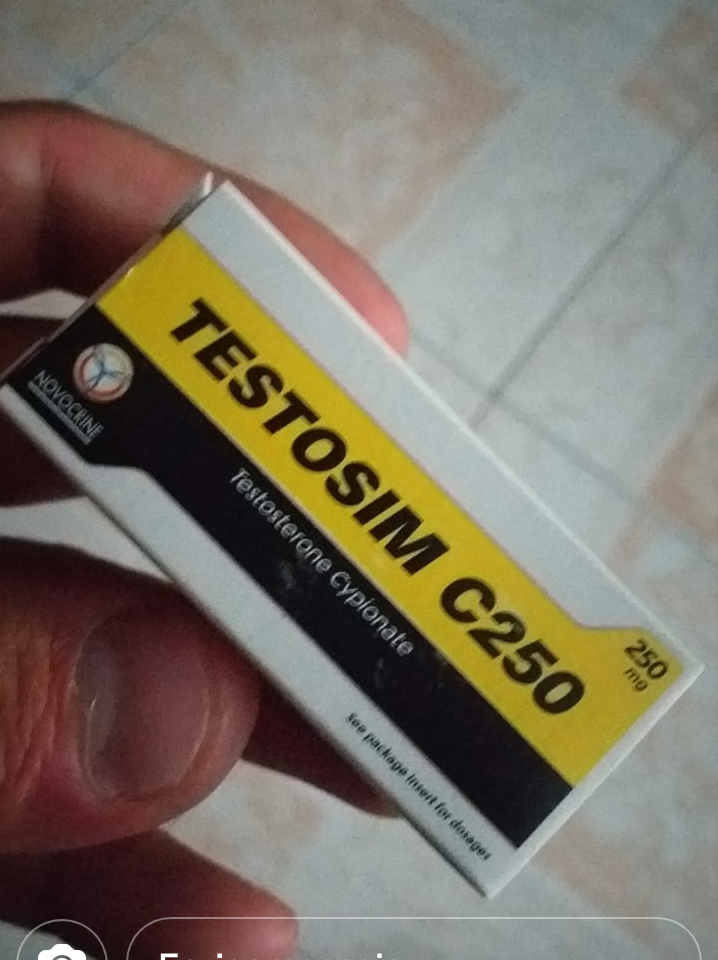 NOVOCRINE
TESTOSIM C250
250
mg
Testosterone Cypionate
See package insert for dosages